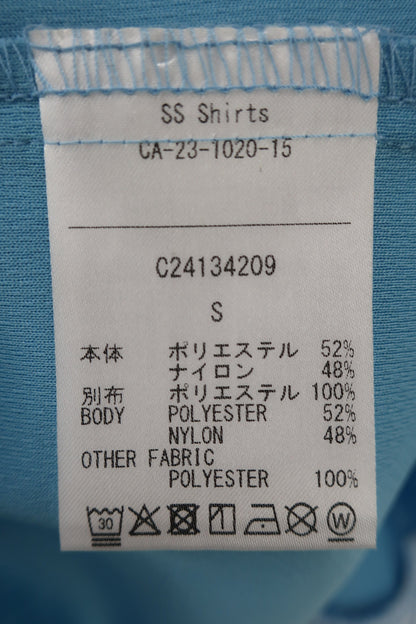 SS Shirts
CA-23-1020-15
C24134209
S
本体 ポリエステル 52%
ナイロン 48%
別布 ポリエステル 100%
BODY POLYESTER 52%
NYLON 48%
OTHER FABRIC
POLYESTER 100%
30 W